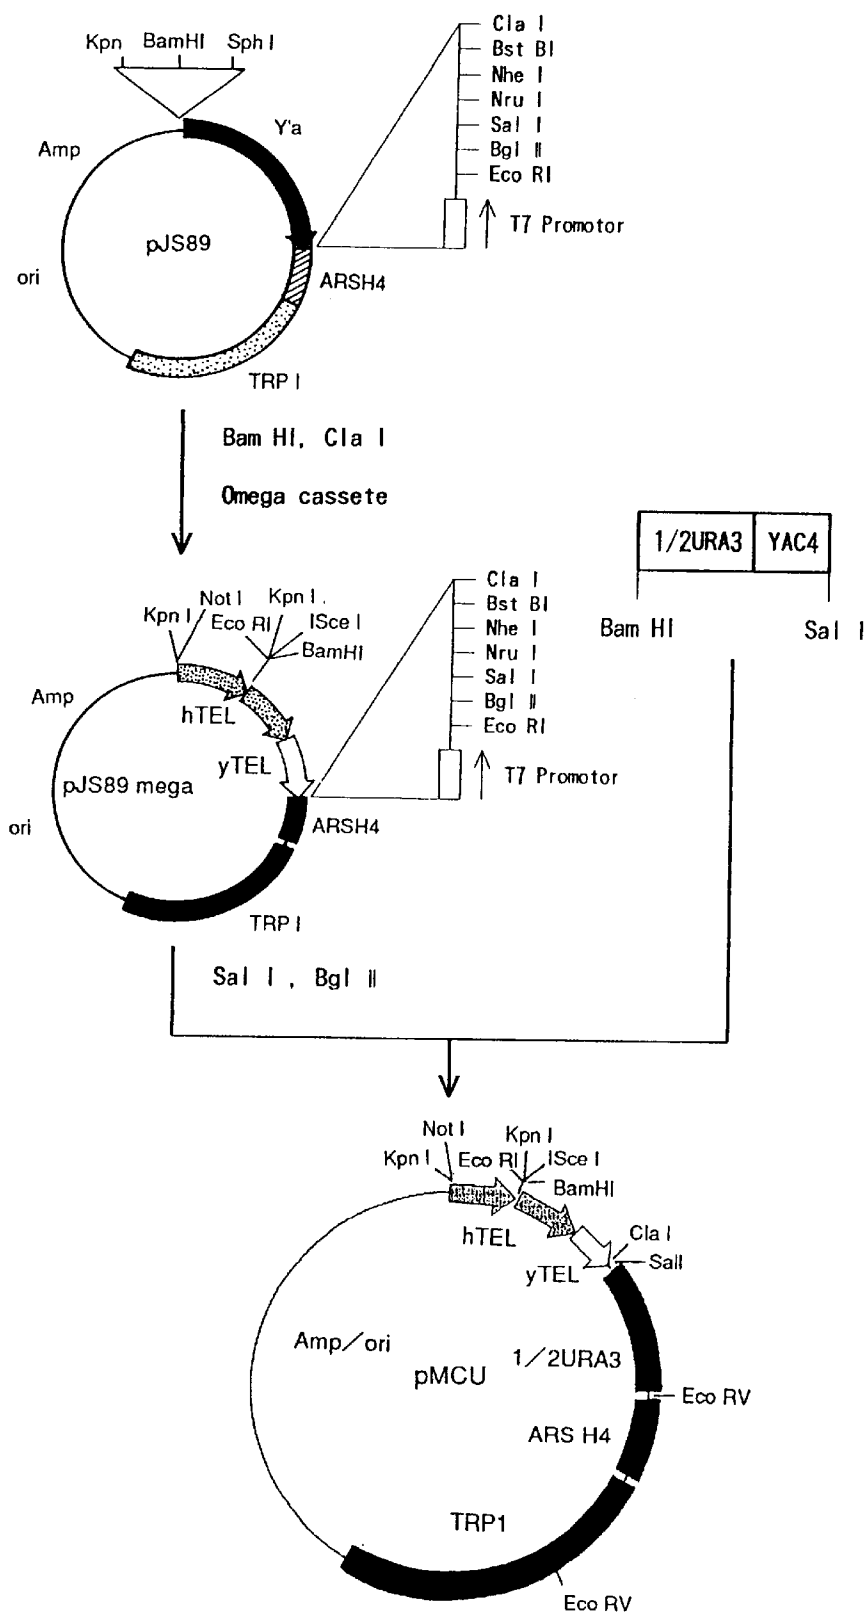 Kpn BamHI Sph I
Cla I
Bst BI
Nhe I
Nru I
Sal I
Bgl II
Eco RI
T7 Promotor
Y'a
Amp
pJS89
ori
ARSH4
TRP I
Bam HI, Cla I
Omega cassete
1/2URA3 YAC4
Bam HI Sal I
Kpn I Not I Eco RI Kpn I .
ISce I
BamHI
Cla I
Bst BI
Nhe I
Nru I
Sal I
Bgl II
Eco RI
T7 Promotor
Amp
hTEL
yTEL
pJS89 mega
ori
ARSH4
TRP I
Sal I , Bgl II
Not I
Kpn I Eco RI Kpn I
ISce I
BamHI
hTEL
yTEL
Cla I
SalI
Amp/ori
pMCU
1/2URA3
Eco RV
ARS H4
TRP1
Eco RV